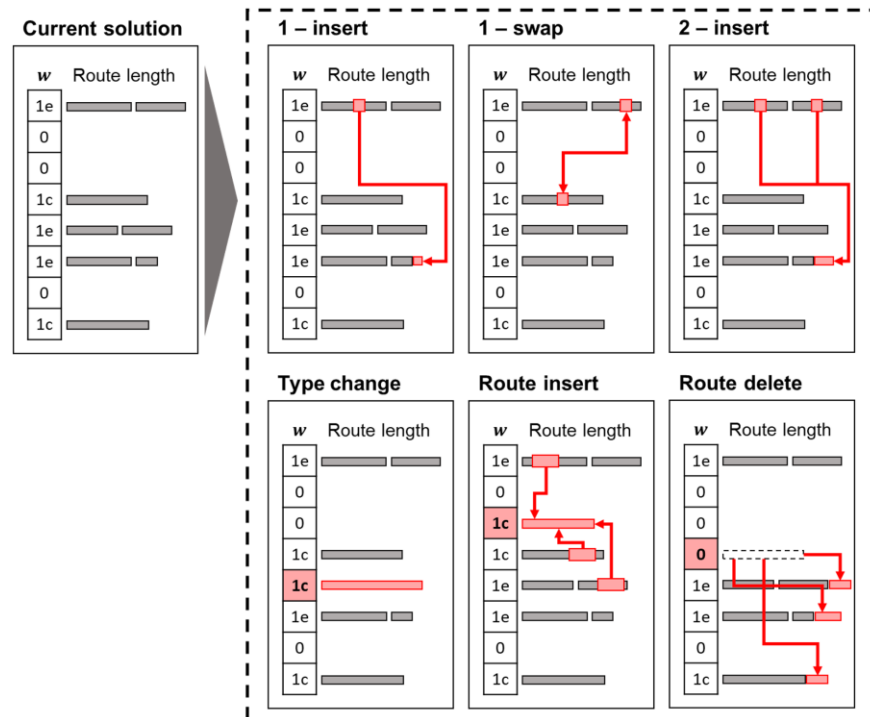 Current solution
w Route length
1e
0
0
1c
1e
1e
0
1c
1 – insert
w Route length
1e
0
0
1c
1e
1e
0
1c
1 – swap
w Route length
1e
0
0
1c
1e
1e
0
1c
2 – insert
w Route length
1e
0
0
1c
1e
1e
0
1c
Type change
w Route length
1e
0
0
1c
1c
1e
0
1c
Route insert
w Route length
1e
0
1c
1c
1e
1e
0
1c
Route delete
w Route length
1e
0
0
0
1e
1e
0
1c